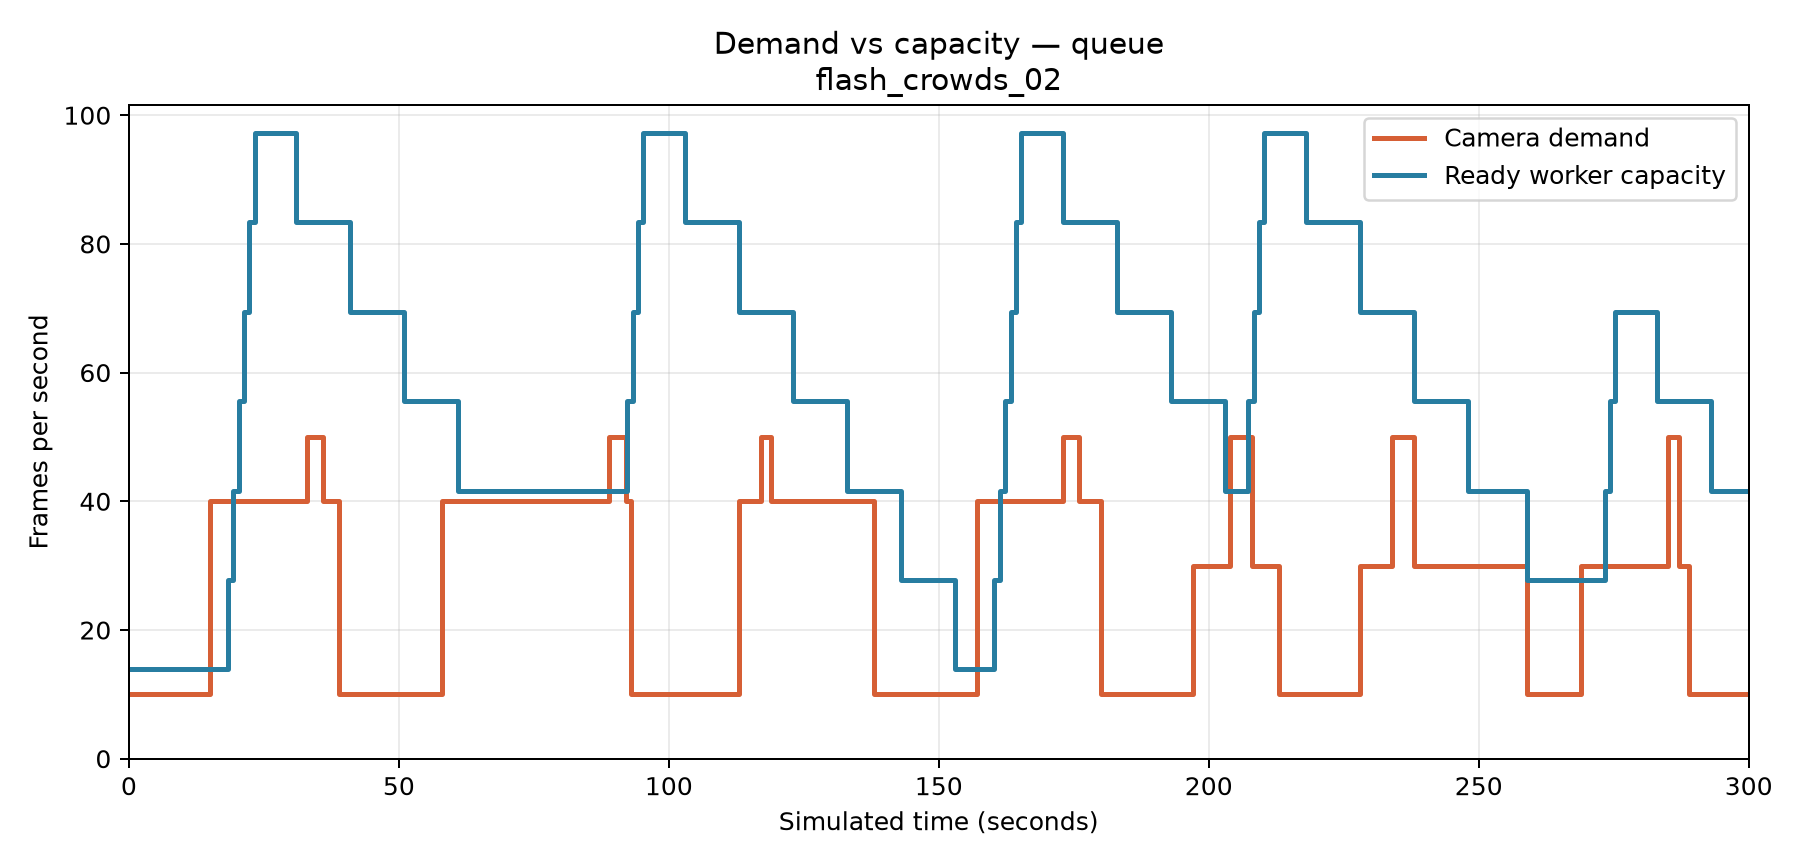 Demand vs capacity — queue
flash_crowds_02
Camera demand
Ready worker capacity
Frames per second
100
80
60
40
20
0
0 50 100 150 200 250 300
Simulated time (seconds)